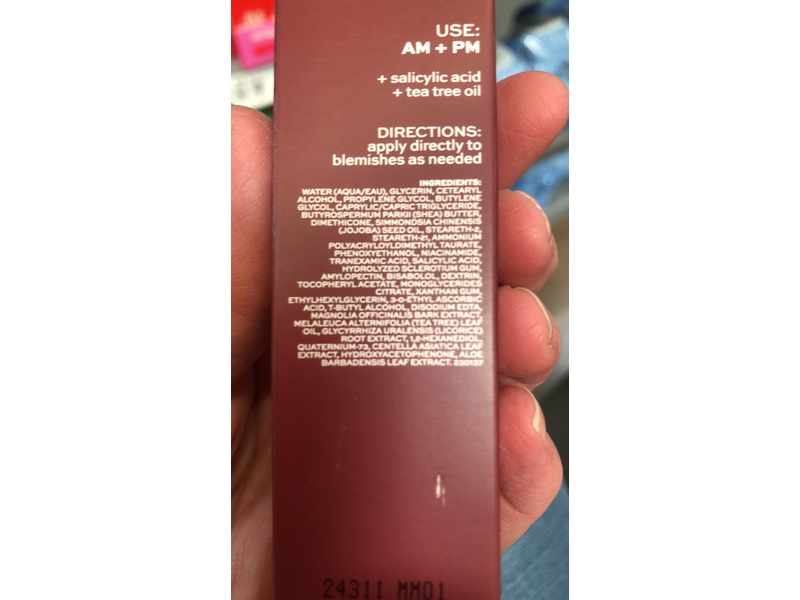 USE:
AM + PM
+ salicylic acid
+ tea tree oil
DIRECTIONS:
apply directly to
blemishes as needed
INGREDIENTS:
WATER (AQUA/EAU), GLYCERIN, CETEARYL
ALCOHOL, PROPYLENE GLYCOL, BUTYLENE
GLYCOL, CAPRYLIC/CAPRIC TRIGLYCERIDE,
BUTYROSPERMUM PARKII (SHEA) BUTTER,
DIMETHICONE, SIMMONDSIA CHINENSIS
(JOJOBA) SEED OIL, STEARETH-2,
STEARETH-21, AMMONIUM
POLYACRYLOYLDIMETHYL TAURATE,
PHENOXYETHANOL, NIACINAMIDE,
TRANEXAMIC ACID, SALICYLIC ACID,
HYDROLYZED SCLEROTIUM GUM,
AMYLOPECTIN, BISABOLOL, DEXTRIN,
TOCOPHERYL ACETATE, MONOGLYCERIDES
CITRATE, XANTHAN GUM,
ETHYLHEXYLGLYCERIN, 3-O-ETHYL ASCORBIC
ACID, T-BUTYL ALCOHOL, DISODIUM EDTA,
MAGNOLIA OFFICINALIS BARK EXTRACT,
MELALEUCA ALTERNIFOLIA (TEA TREE) LEAF
OIL, GLYCYRRHIZA URALENSIS (LICORICE)
ROOT EXTRACT, 1,2-HEXANEDIOL,
QUATERNIUM-73, CENTELLA ASIATICA LEAF
EXTRACT, HYDROXYACETOPHENONE, ALOE
BARBADENSIS LEAF EXTRACT. 230137
24311 MM01